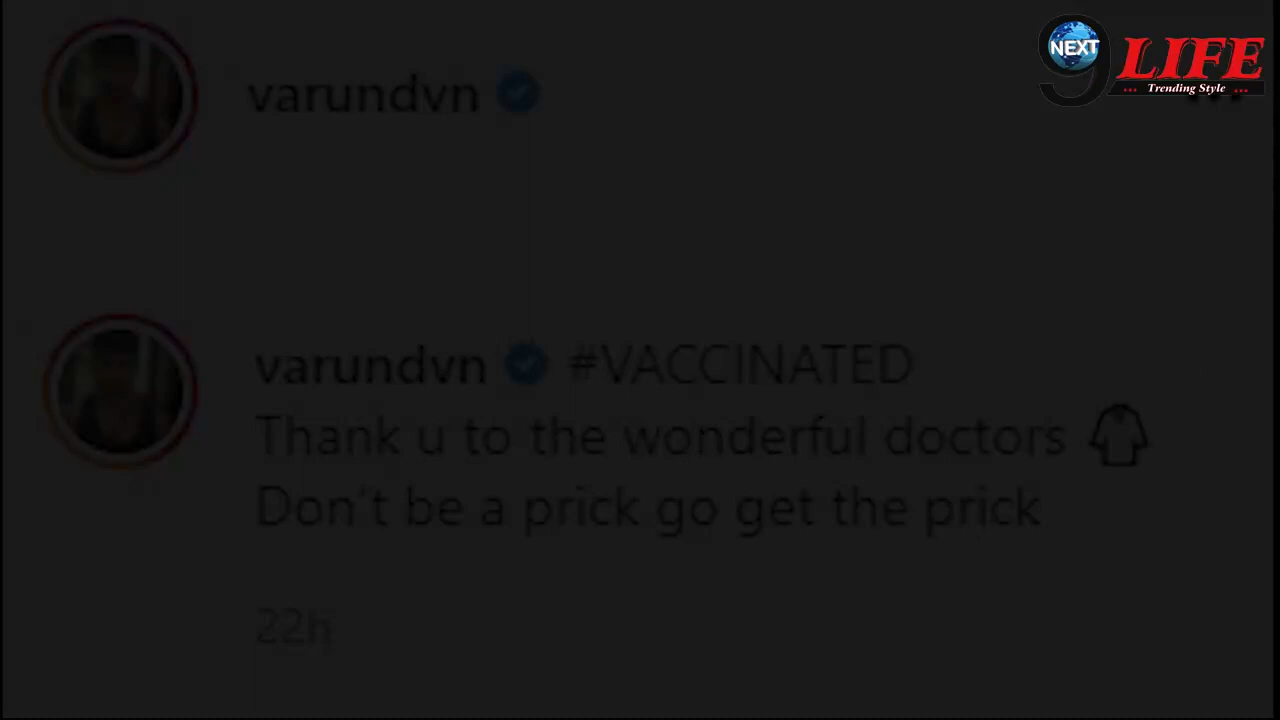 varundvn
NEXT
9 LIFE
Trending Style
varundvn #VACCINATED
Thank u to the wonderful doctors 🥼
Don't be a prick go get the prick
22h